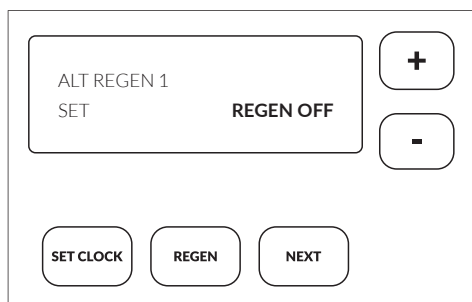 ALT REGEN 1
SET REGEN OFF
+
-
SET CLOCK REGEN NEXT